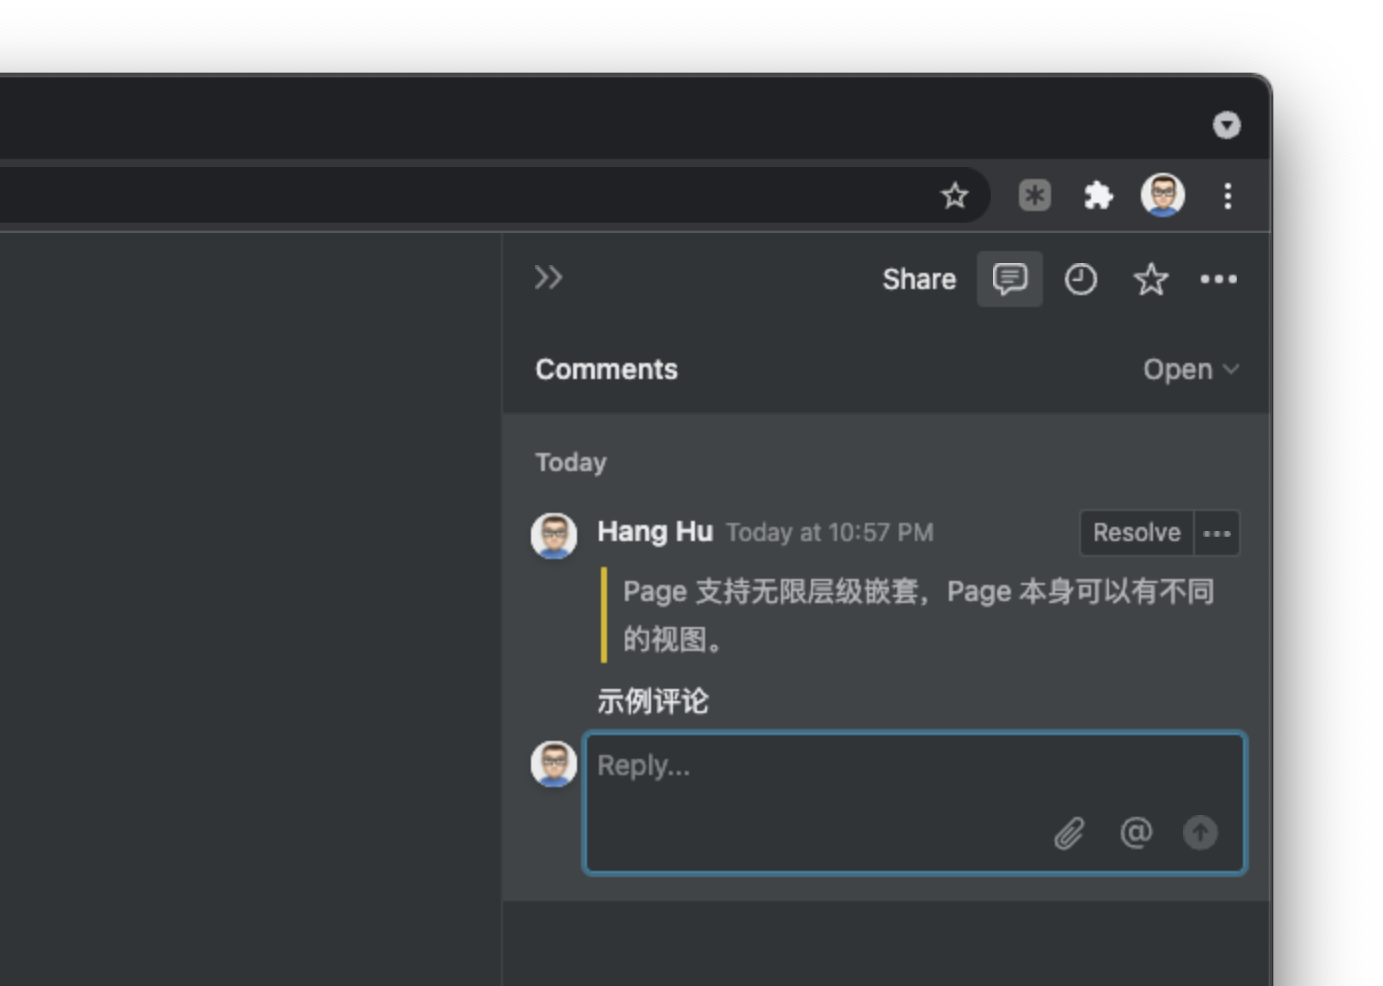 Share
Comments
Open
Today
Hang Hu Today at 10:57 PM
Resolve
Page 支持无限层级嵌套，Page 本身可以有不同
的视图。
示例评论
Reply...